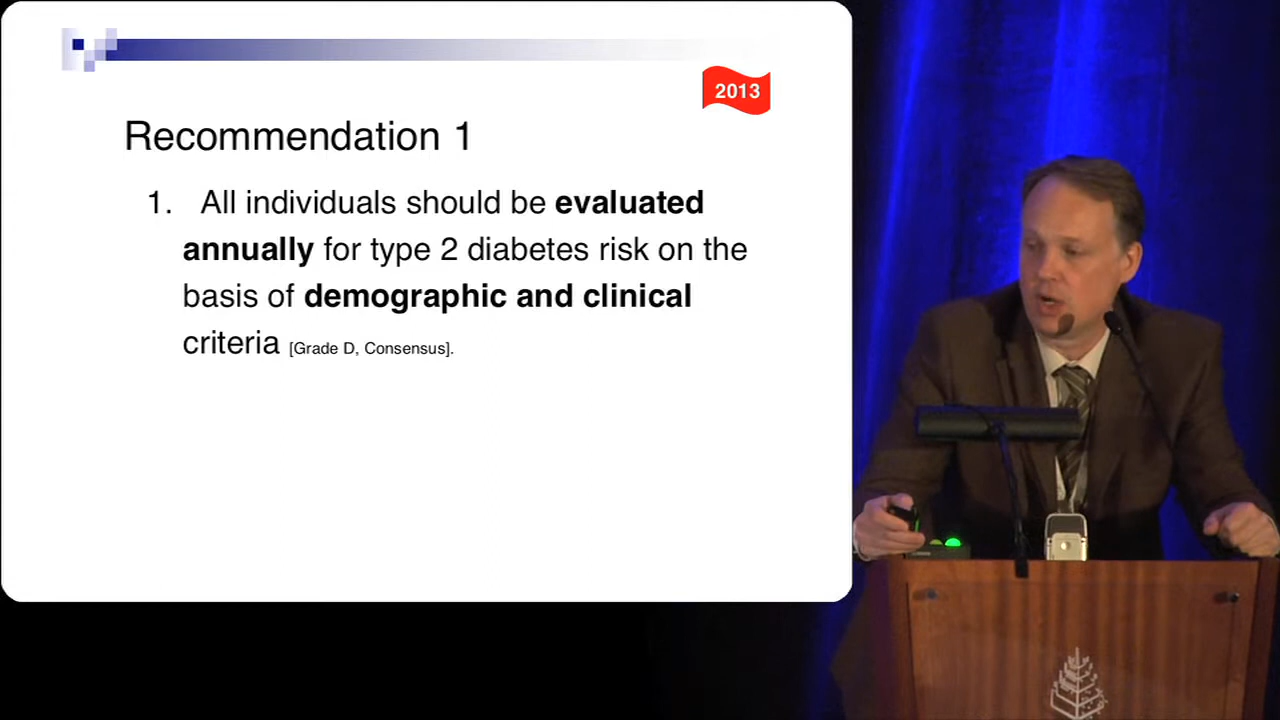 2013
Recommendation 1
1. All individuals should be evaluated
annually for type 2 diabetes risk on the
basis of demographic and clinical
criteria [Grade D, Consensus].